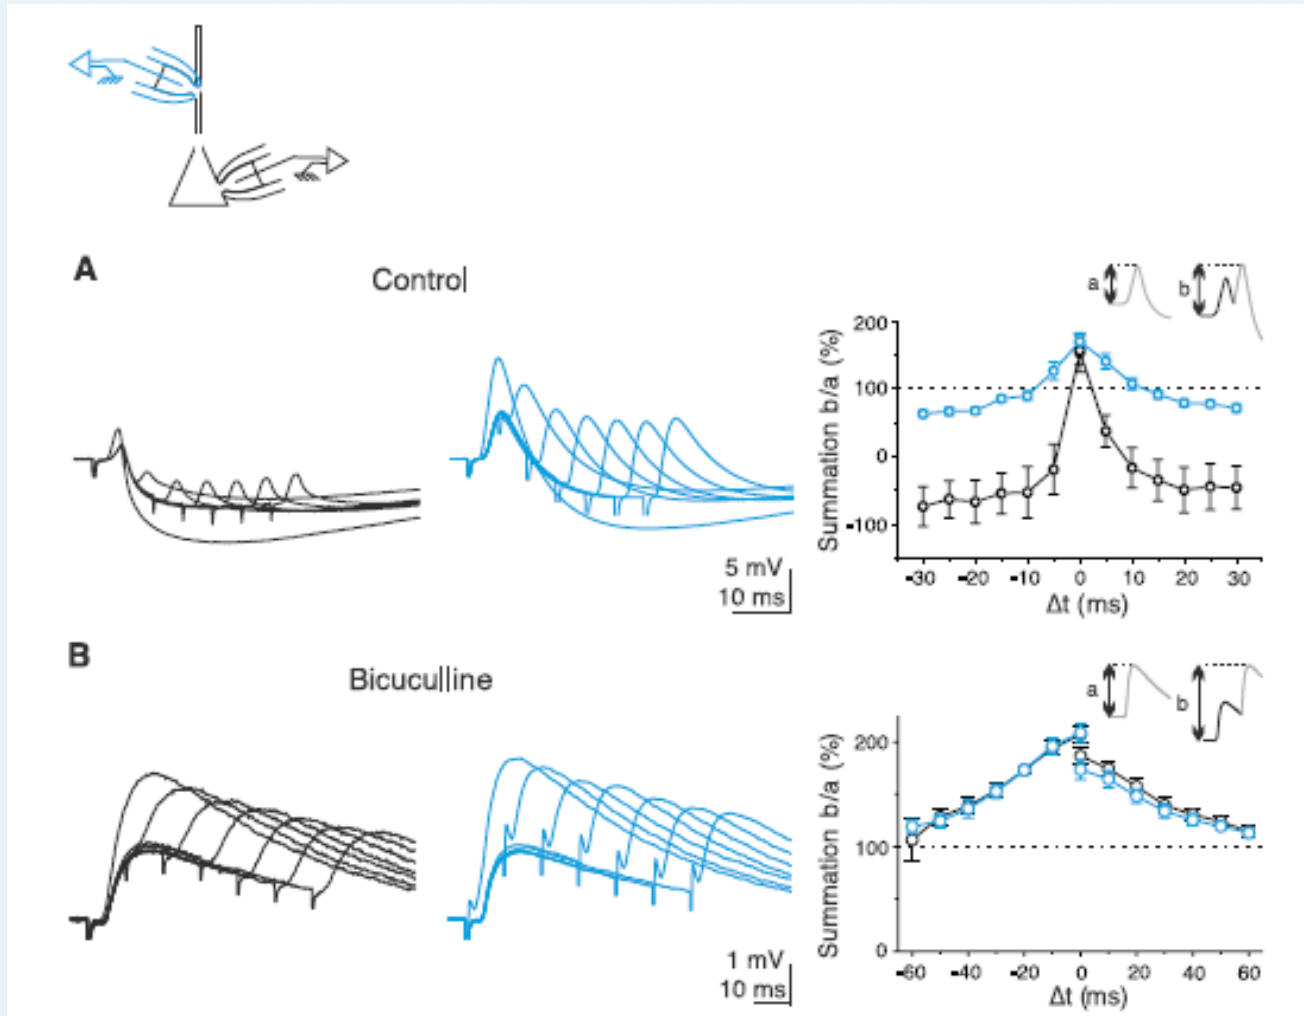 A
Control
a
b
200
100
0
-100
Summation b/a (%)
-30 -20 -10 0 10 20 30
Δt (ms)
5 mV
10 ms
B
Bicuculline
a
b
200
100
0
Summation b/a (%)
-60 -40 -20 0 20 40 60
Δt (ms)
1 mV
10 ms